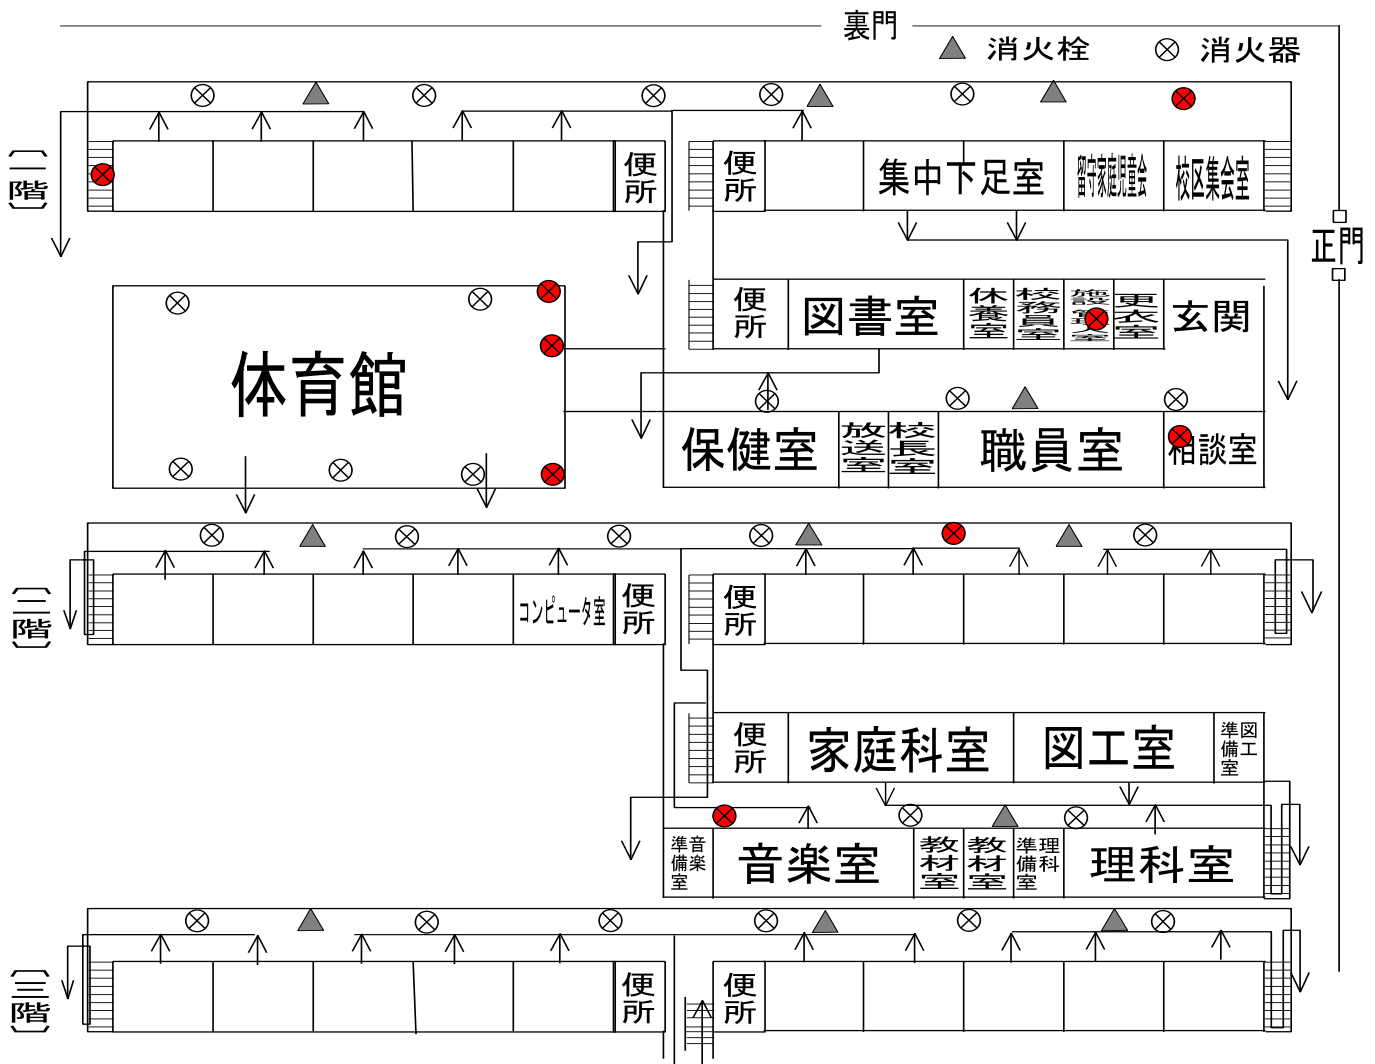 裏門
消火栓
消火器
〔一階〕
便所
便所
集中下足室
留守家庭児童会
校区集会室
正門
便所
図書室
休養室
校務員室
更衣室
玄関
体育館
保健室
放送室
校長室
職員室
相談室
〔二階〕
コンピュータ室
便所
便所
便所
家庭科室
図工室
図工準備室
音楽準備室
音楽室
教材室
教材室
理科準備室
理科室
〔三階〕
便所
便所